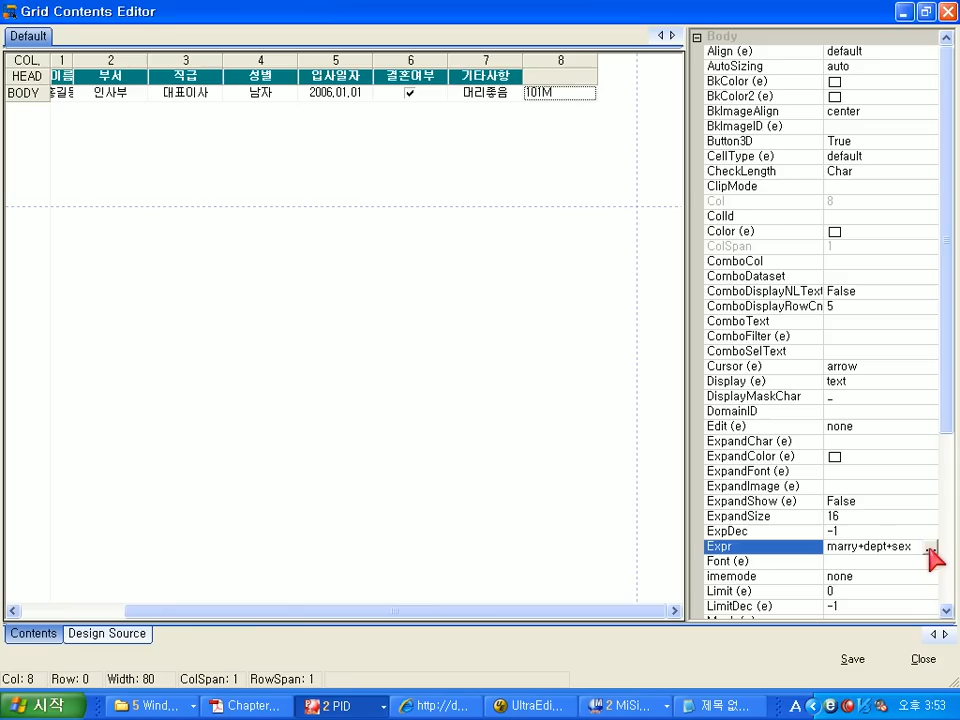 Grid Contents Editor
Default
COL, 1 2 3 4 5 6 7 8
HEAD 이름 부서 직급 성별 입사일자 결혼여부 기타사항
BODY 인사부 대표이사 남자 2006,01,01 머리좋음 101M
Body
Align (e) default
AutoSizing auto
BkColor (e)
BkColor2 (e)
BkImageAlign center
BkImageID (e)
Button3D True
CellType (e) default
CheckLength Char
ClipMode
Col 8
ColId
Color (e)
ColSpan 1
ComboCol
ComboDataset
ComboDisplayNLText False
ComboDisplayRowCn 5
ComboText
ComboFilter (e)
ComboSelText
Cursor (e) arrow
Display (e) text
DisplayMaskChar _
DomainID
Edit (e) none
ExpandChar (e)
ExpandColor (e)
ExpandFont (e)
ExpandImage (e)
ExpandShow (e) False
ExpandSize 16
ExpDec -1
Expr marry+dept+sex
Font (e)
imemode none
Limit (e) 0
LimitDec (e) -1
Contents Design Source
Save Close
Col: 8 Row: 0 Width: 80 ColSpan: 1 RowSpan: 1
시작 5 Wind... Chapter... 2 PID http://d... UltraEdi... 2 MiSi... 제목 없... A 오후 3:53